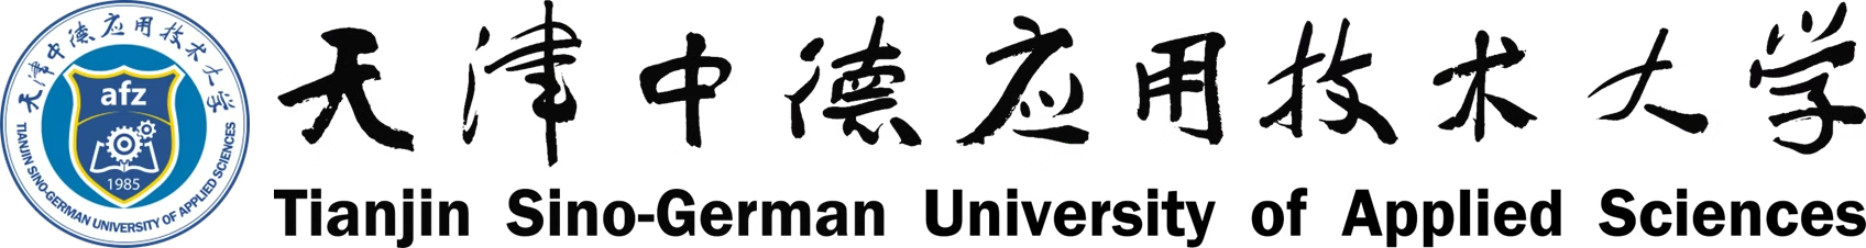 天津中德应用技术大学
afz
1985
TIANJIN SINO-GERMAN UNIVERSITY OF APPLIED SCIENCES
天津中德应用技术大学
Tianjin Sino-German University of Applied Sciences